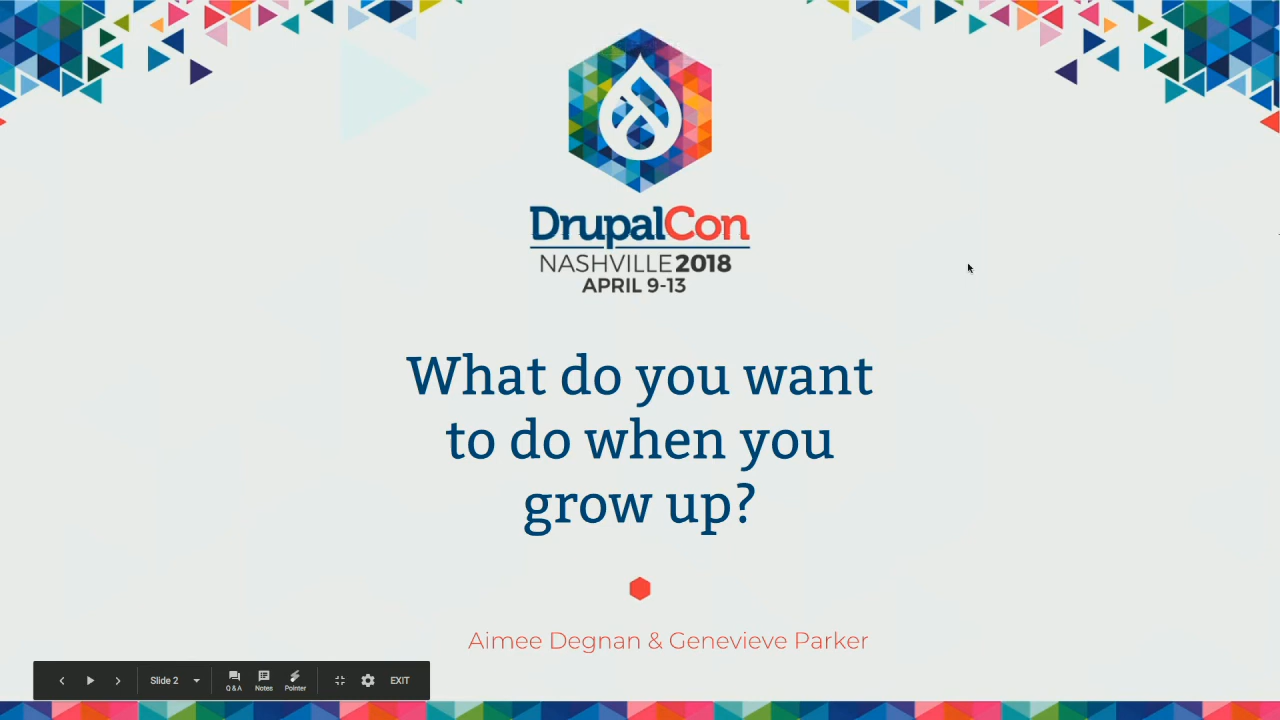 DrupalCon
NASHVILLE 2018
APRIL 9-13
What do you want
to do when you
grow up?
Aimee Degnan & Genevieve Parker
Slide 2
Q & A
Notes
Pointer
EXIT